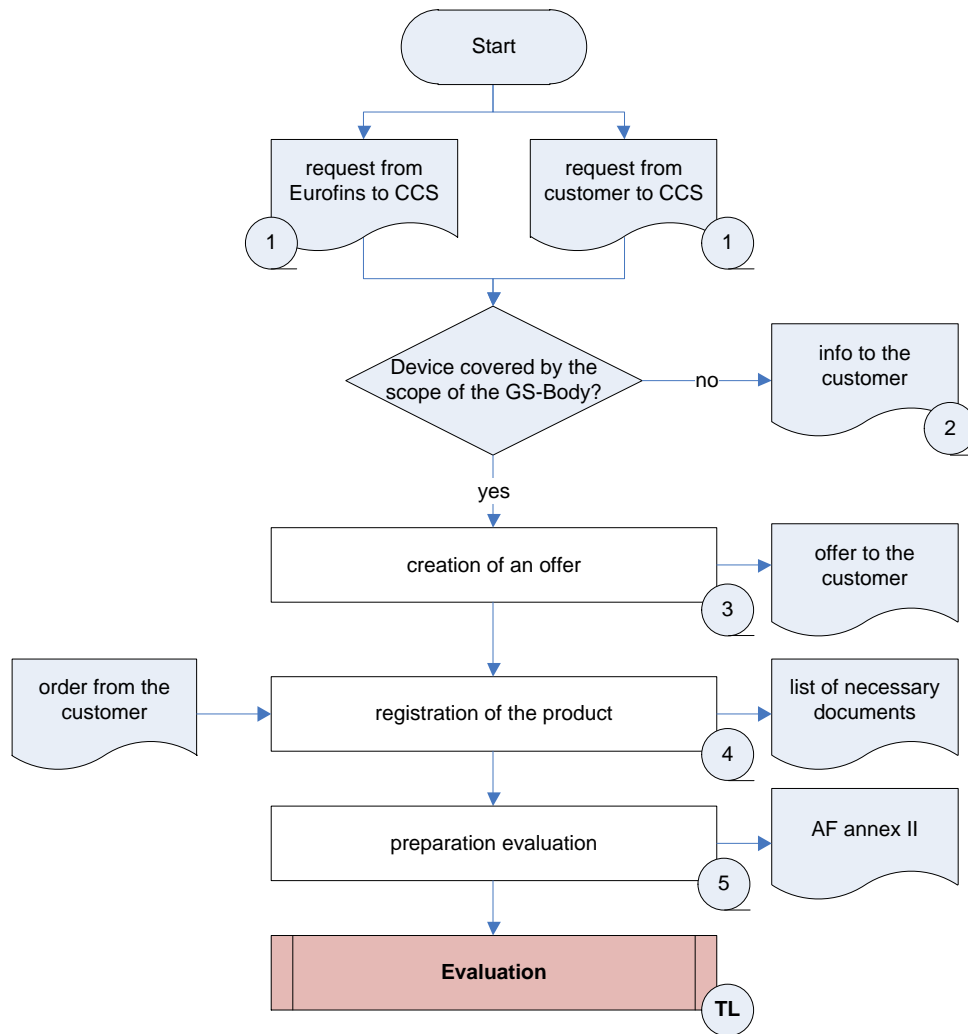 Start
request from
Eurofins to CCS
1
request from
customer to CCS
1
Device covered by the
scope of the GS-Body?
no
info to the
customer
2
yes
creation of an offer
3
offer to the
customer
order from the
customer
registration of the product
4
list of necessary
documents
preparation evaluation
5
AF annex II
Evaluation
TL